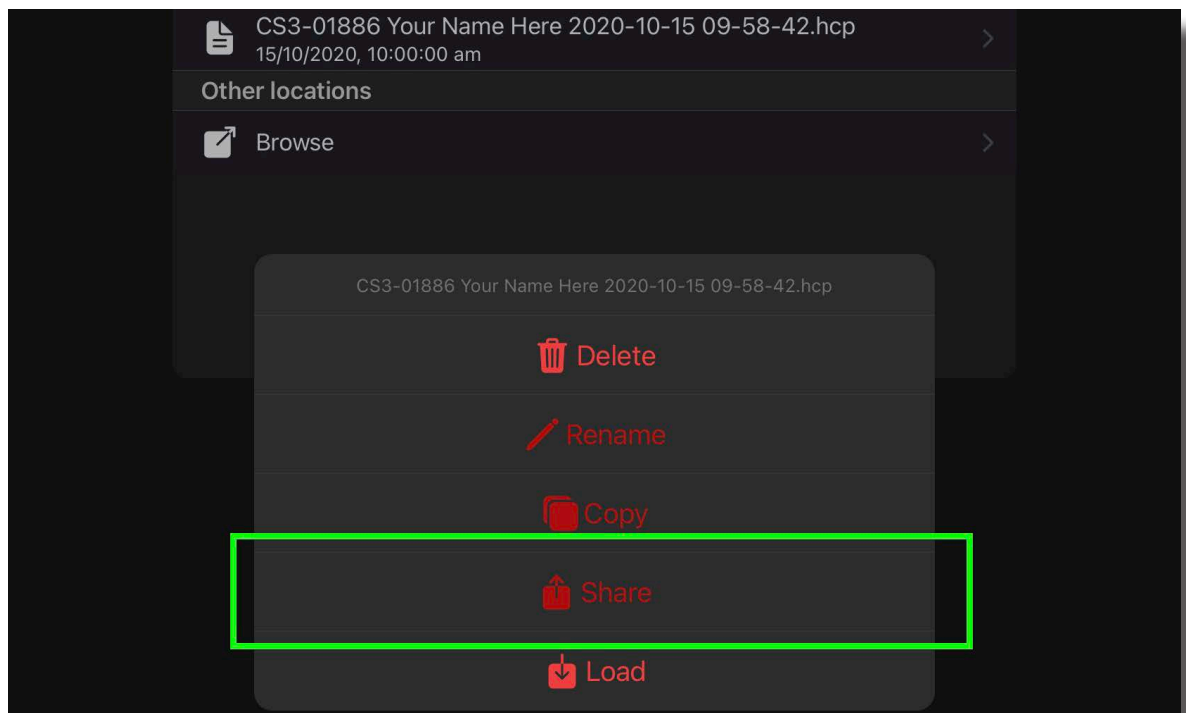 CS3-01886 Your Name Here 2020-10-15 09-58-42.hcp
15/10/2020, 10:00:00 am
Other locations
Browse
CS3-01886 Your Name Here 2020-10-15 09-58-42.hcp
Delete
Rename
Copy
Share
Load